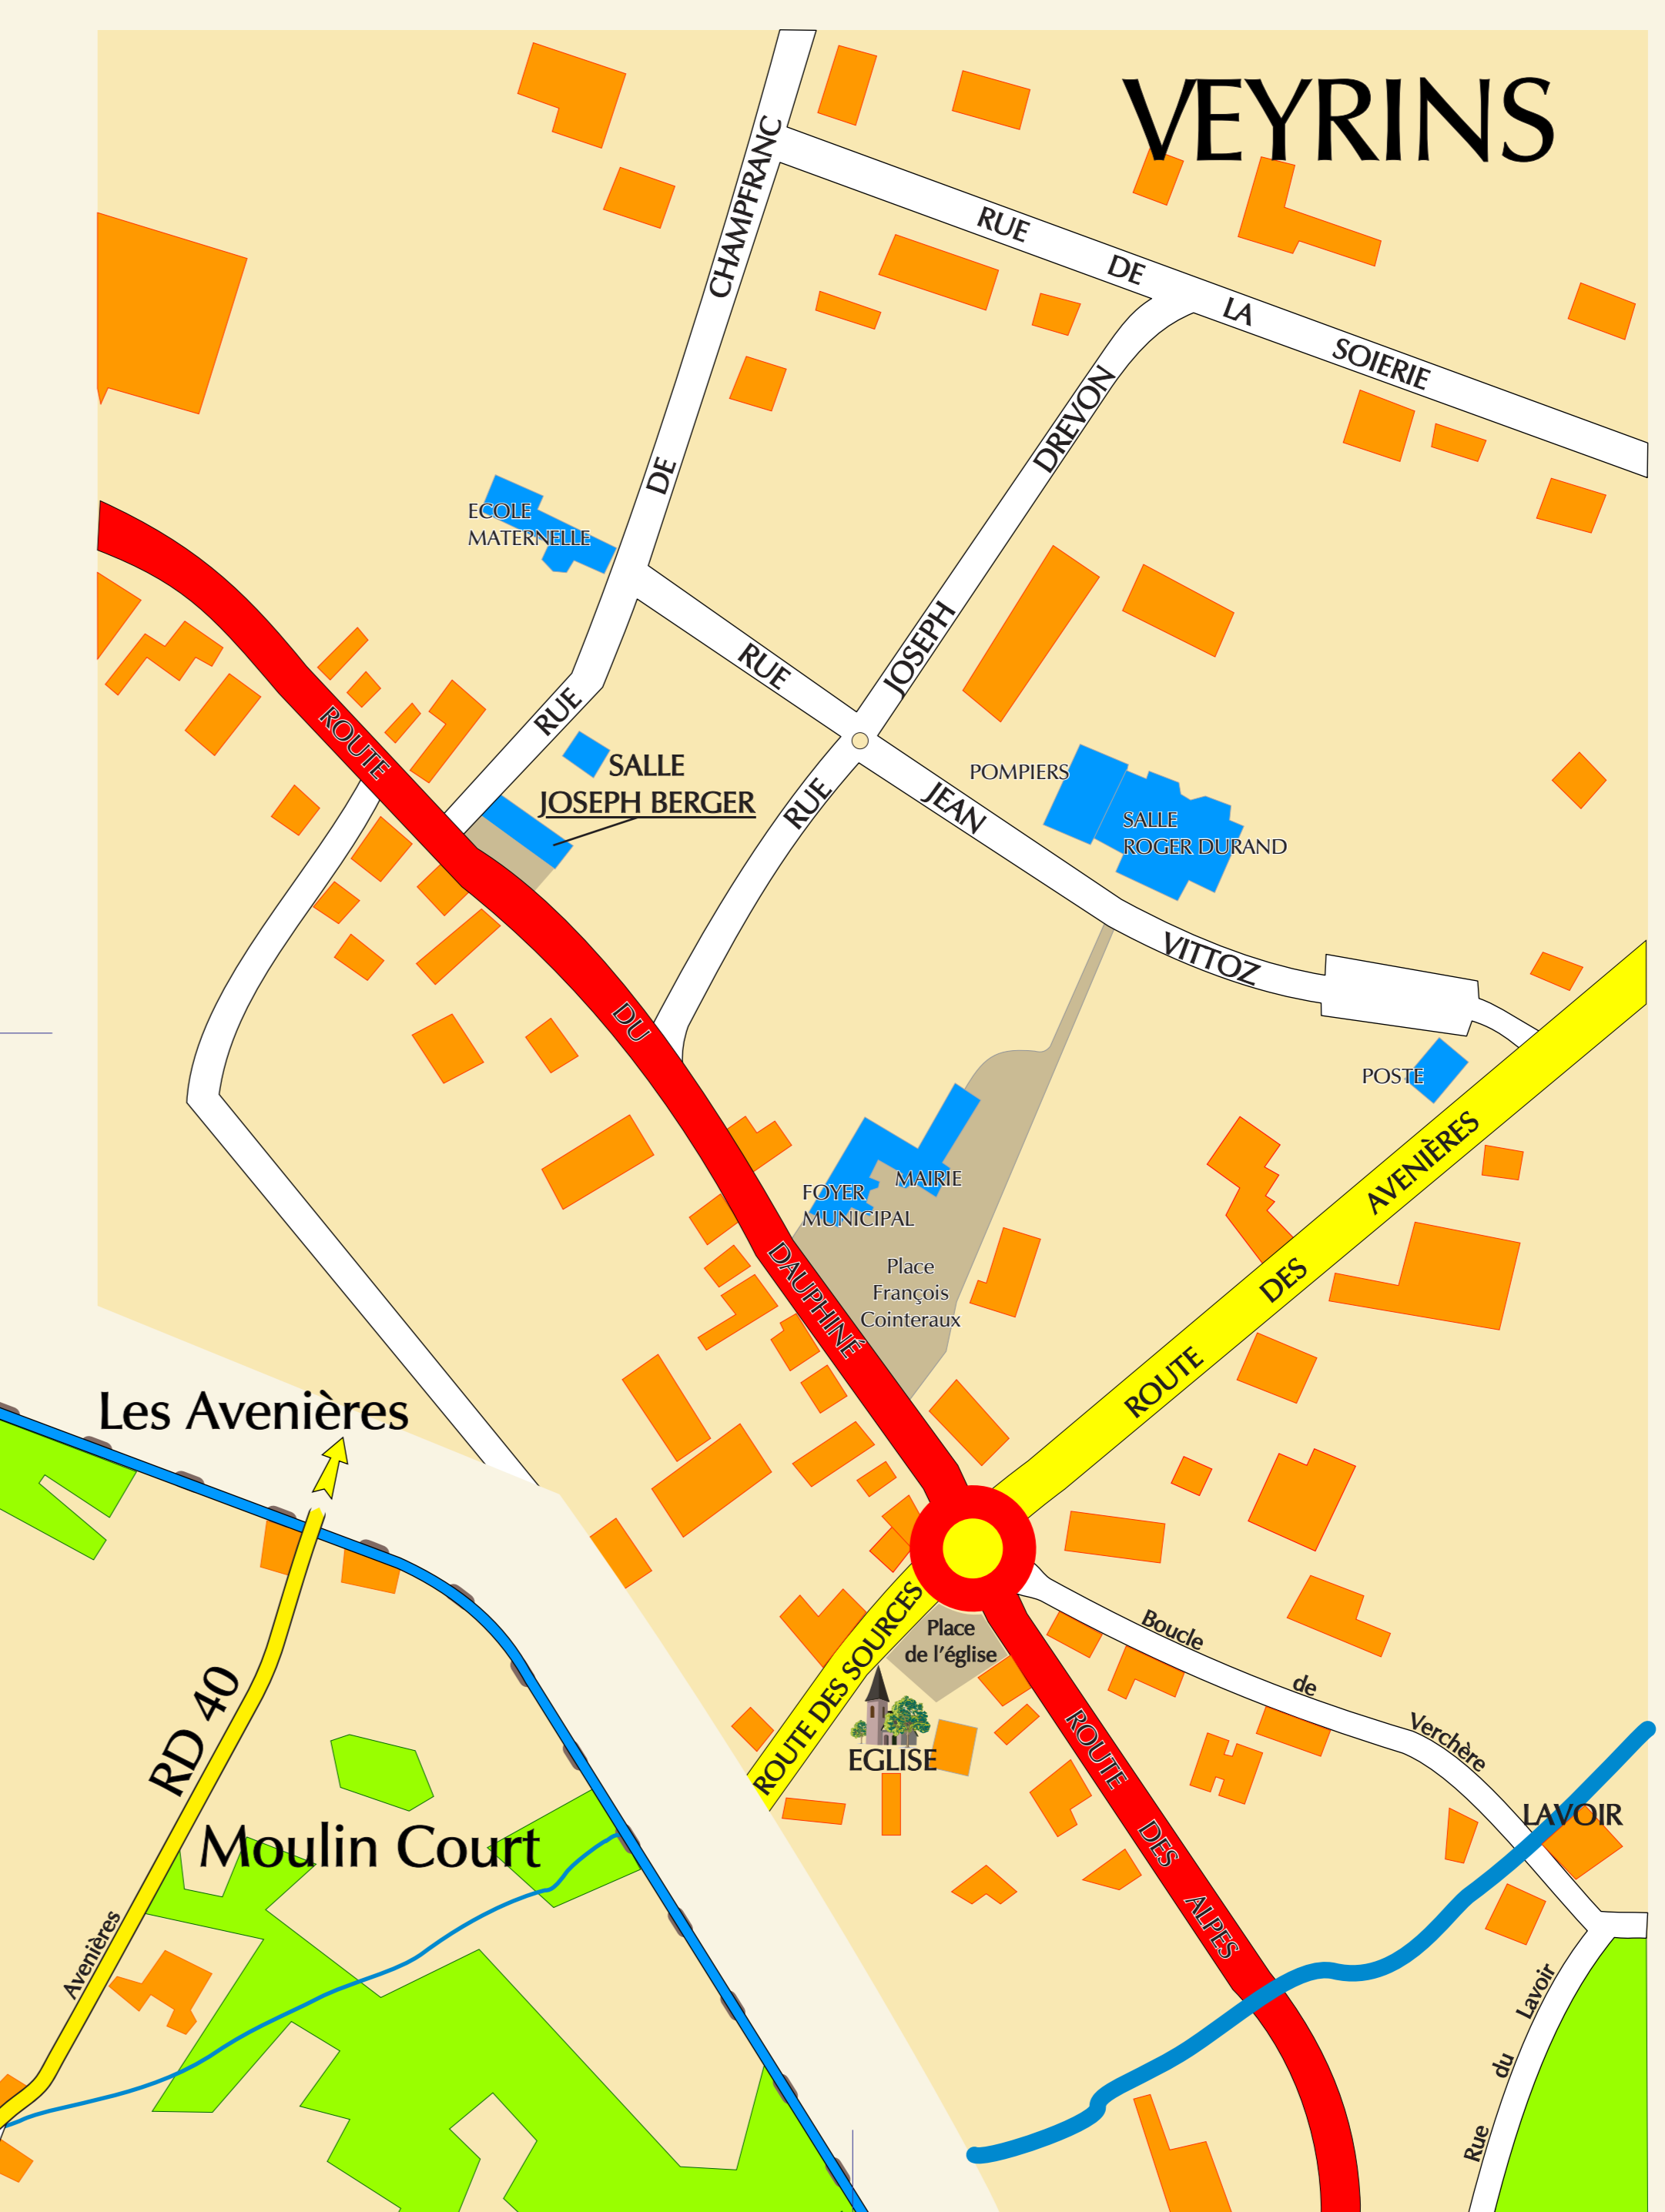 VEYRINS
RUE DE CHAMPFRANC
RUE DE LA SOIERIE
RUE JOSEPH DREVON
ECOLE
MATERNELLE
RUE JEAN VITTOZ
SALLE
JOSEPH BERGER
POMPIERS
SALLE
ROGER DURAND
ROUTE DU DAUPHINÉ
POSTE
ROUTE DES AVENIÈRES
MAIRIE
FOYER
MUNICIPAL
Place
François
Cointeraux
Les Avenières
Place
de l'église
ROUTE DES SOURCES
EGLISE
Boucle de Verchère
ROUTE DES ALPES
LAVOIR
Rue du Lavoir
RD 40
Moulin Court
Avenières